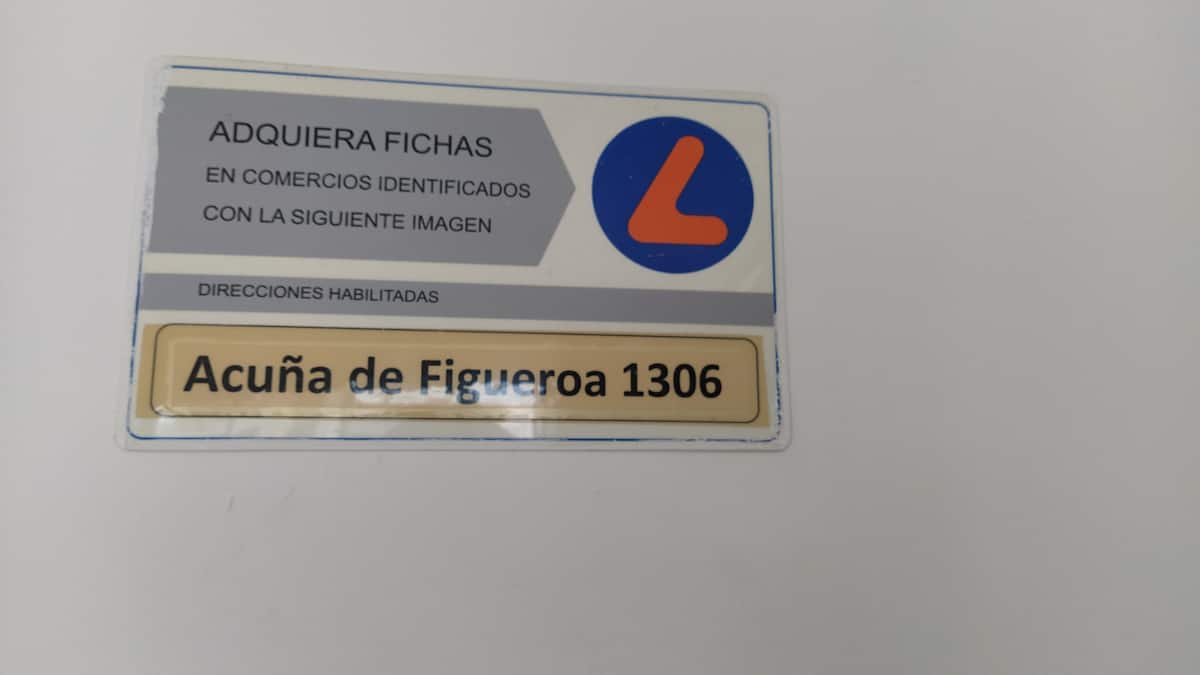 ADQUIERA FICHAS
EN COMERCIOS IDENTIFICADOS
CON LA SIGUIENTE IMAGEN
DIRECCIONES HABILITADAS
Acuña de Figueroa 1306